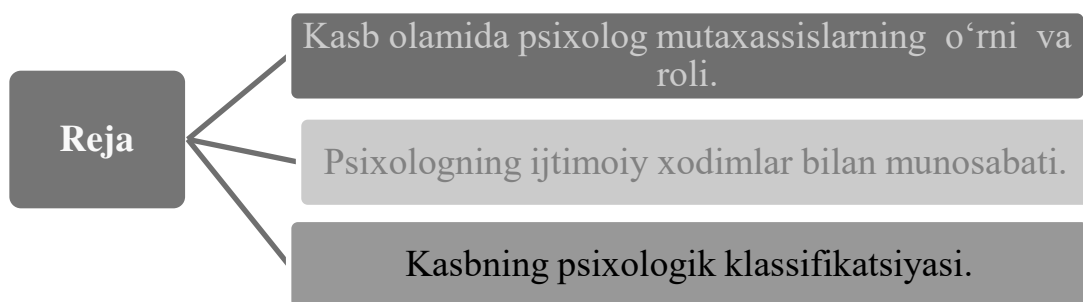 Kasb olamida psixolog mutaxassislarning o‘rni va
roli.
Reja
Psixologning ijtimoiy xodimlar bilan munosabati.
Kasbning psixologik klassifikatsiyasi.